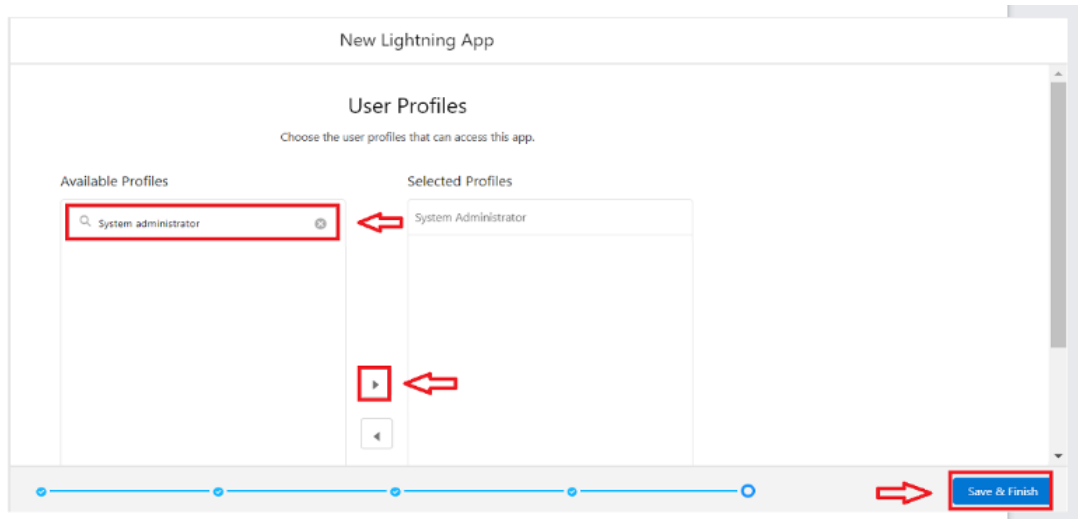 New Lightning App
User Profiles
Choose the user profiles that can access this app.
Available Profiles
Selected Profiles
System administrator
System Administrator
Save & Finish